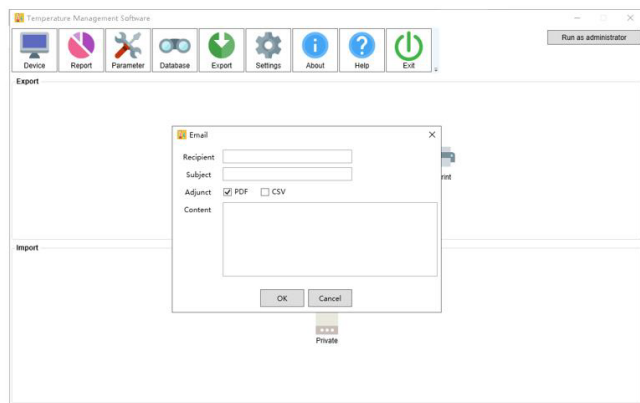 Temperature Management Software
Run as administrator
Device Report Parameter Database Export Settings About Help Exit
Export
Email
Recipient
Subject
Adjunct PDF CSV
Content
OK Cancel
rint
Import
Private